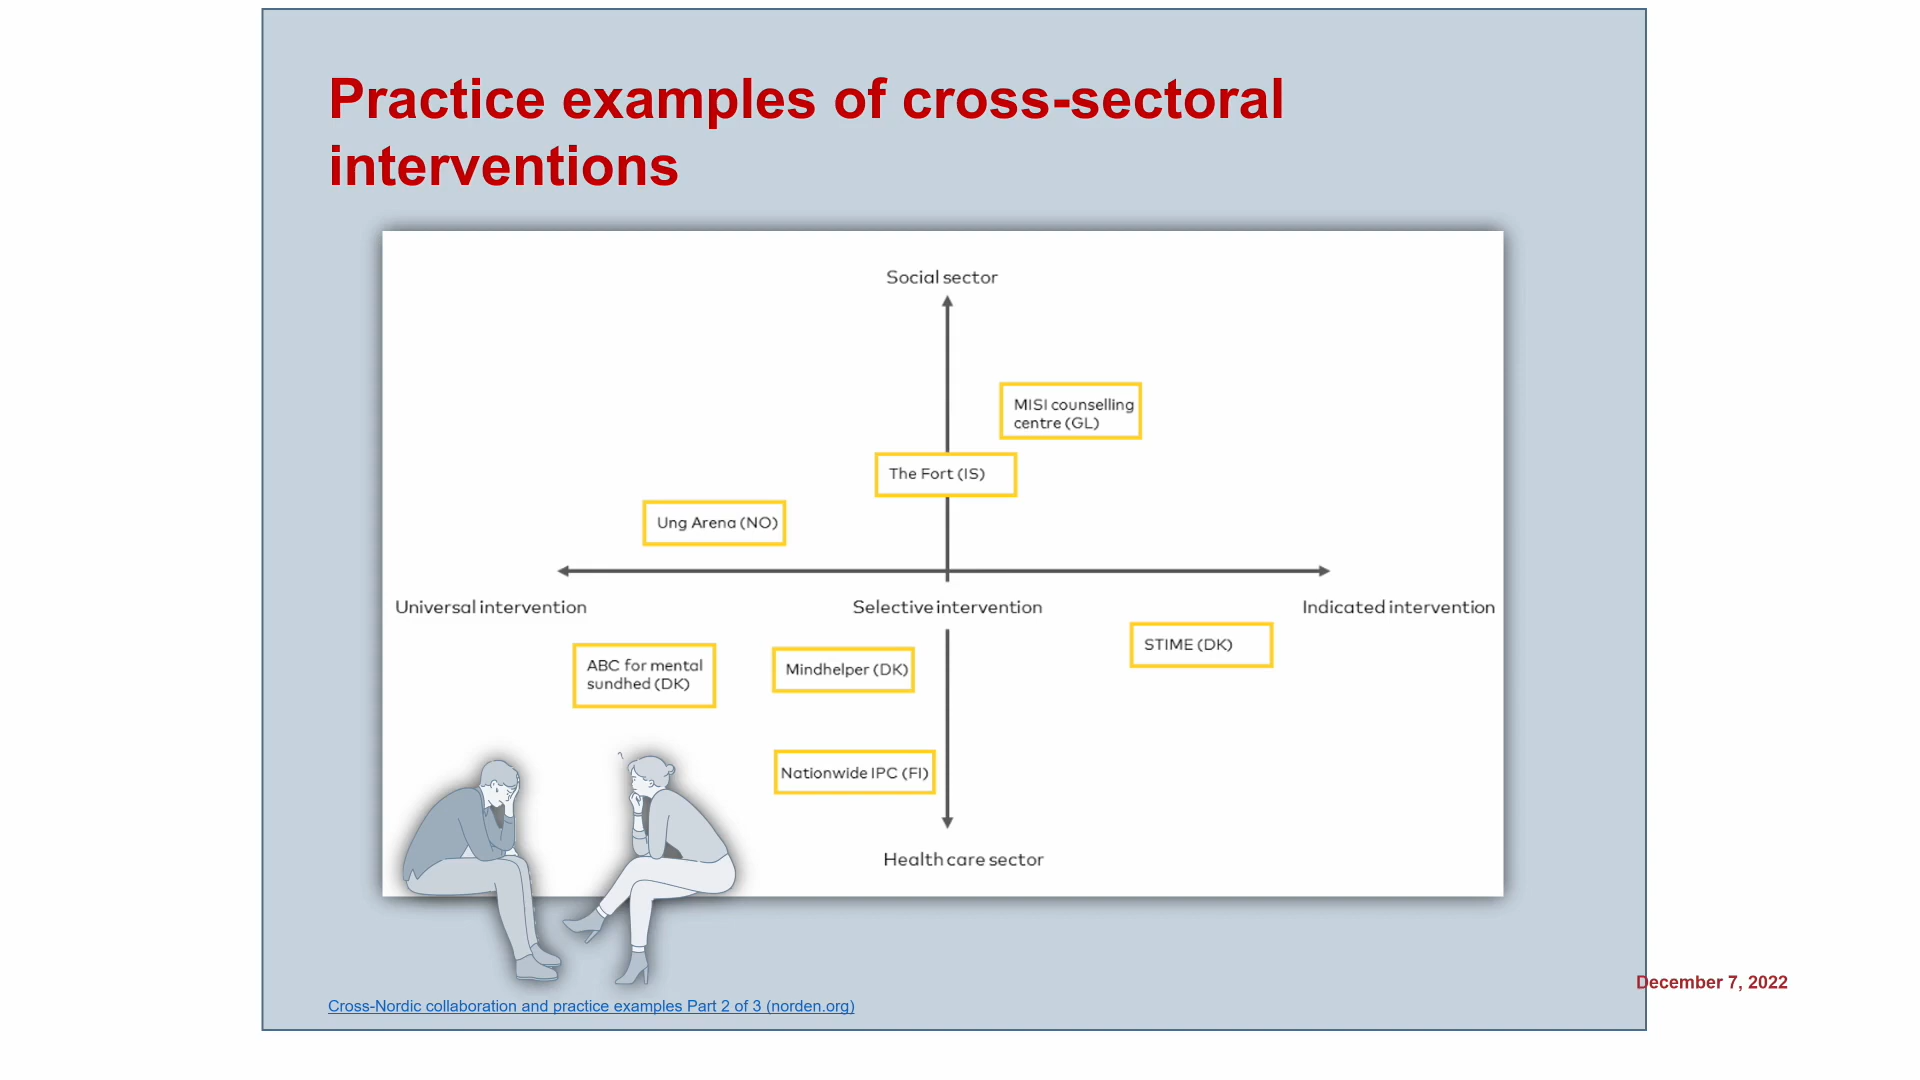 Practice examples of cross-sectoral
interventions
Social sector
MISI counselling
centre (GL)
The Fort (IS)
Ung Arena (NO)
Universal intervention
Selective intervention
Indicated intervention
STIME (DK)
ABC for mental
sundhed (DK)
Mindhelper (DK)
Nationwide IPC (FI)
Health care sector
December 7, 2022
Cross-Nordic collaboration and practice examples Part 2 of 3 (norden.org)